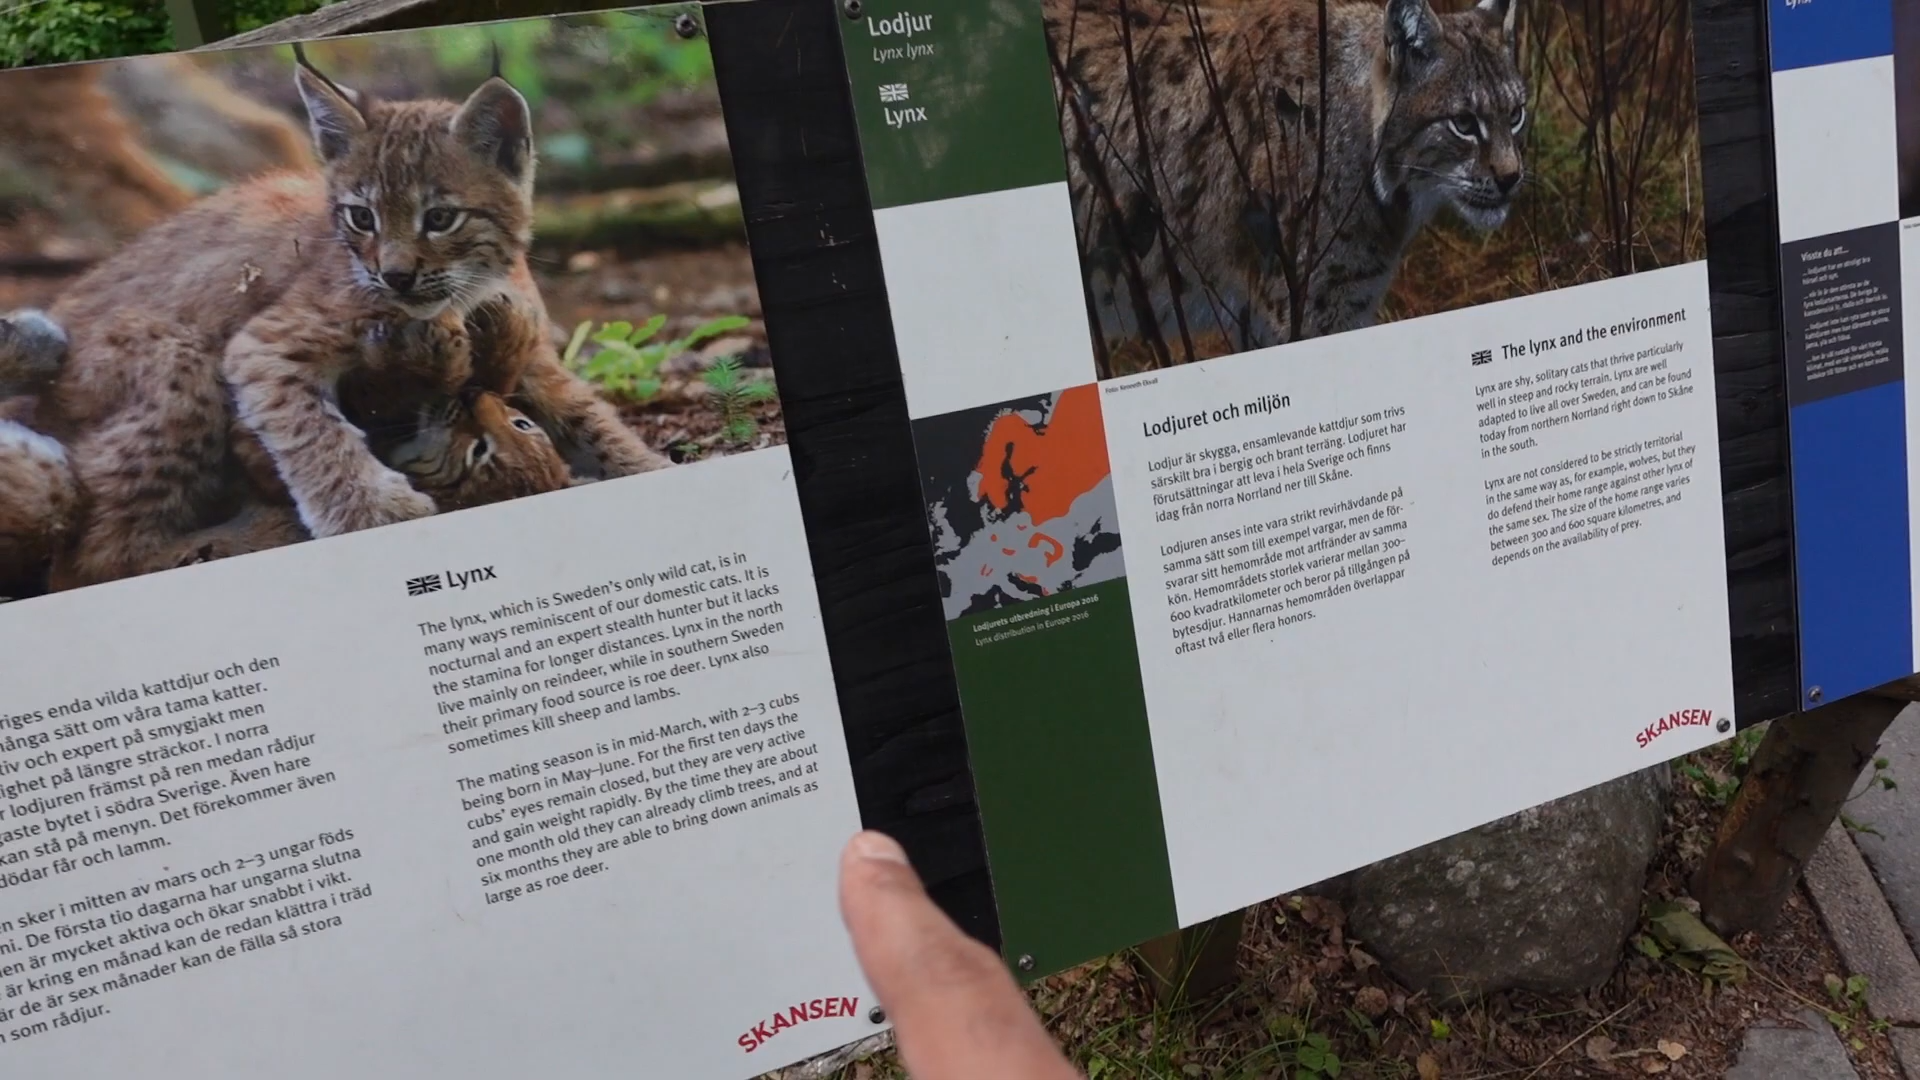 riges enda vilda kattdjur och den
många sätt om våra tama katter.
tiv och expert på smygjakt men
ighet på längre sträckor. I norra
r lodjuren främst på ren medan rådjur
gaste bytet i södra Sverige. Även hare
kan stå på menyn. Det förekommer även
dödar får och lamm.
n sker i mitten av mars och 2–3 ungar föds
ni. De första tio dagarna har ungarna slutna
en är mycket aktiva och ökar snabbt i vikt.
är kring en månad kan de redan klättra i träd
är de är sex månader kan de fälla så stora
som rådjur.
Lynx
The lynx, which is Sweden's only wild cat, is in
many ways reminiscent of our domestic cats. It is
nocturnal and an expert stealth hunter but it lacks
the stamina for longer distances. Lynx in the north
live mainly on reindeer, while in southern Sweden
their primary food source is roe deer. Lynx also
sometimes kill sheep and lambs.
The mating season is in mid-March, with 2–3 cubs
being born in May–June. For the first ten days the
cubs' eyes remain closed, but they are very active
and gain weight rapidly. By the time they are about
one month old they can already climb trees, and at
six months they are able to bring down animals as
large as roe deer.
SKANSEN
Lodjur
Lynx lynx
Lynx
Lodjurets utbredning i Europa 2016
Lynx distribution in Europe 2016
Foto: Kenneth Ekvall
Lodjuret och miljön
Lodjur är skygga, ensamlevande kattdjur som trivs
särskilt bra i bergig och brant terräng. Lodjuret har
förutsättningar att leva i hela Sverige och finns
idag från norra Norrland ner till Skåne.
Lodjuren anses inte vara strikt revirhävdande på
samma sätt som till exempel vargar, men de för-
svarar sitt hemområde mot artfränder av samma
kön. Hemområdets storlek varierar mellan 300–
600 kvadratkilometer och beror på tillgången på
bytesdjur. Hannarnas hemområden överlappar
oftast två eller flera honors.
The lynx and the environment
Lynx are shy, solitary cats that thrive particularly
well in steep and rocky terrain. Lynx are well
adapted to live all over Sweden, and can be found
today from northern Norrland right down to Skåne
in the south.
Lynx are not considered to be strictly territorial
in the same way as, for example, wolves, but they
do defend their home range against other lynx of
the same sex. The size of the home range varies
between 300 and 600 square kilometres, and
depends on the availability of prey.
SKANSEN
Lynx
Visste du att...